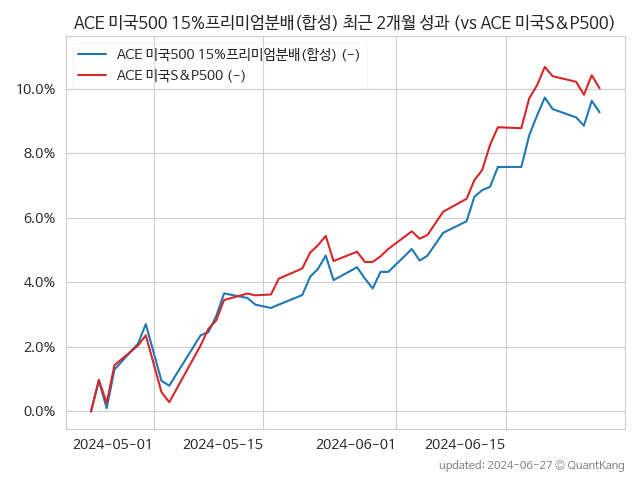 ACE 미국500 15%프리미엄분배(합성) 최근 2개월 성과 (vs ACE 미국S&P500)
ACE 미국500 15%프리미엄분배(합성) (-)
ACE 미국S&P500 (-)
10.0%
8.0%
6.0%
4.0%
2.0%
0.0%
2024-05-01 2024-05-15 2024-06-01 2024-06-15
updated: 2024-06-27 © QuantKang